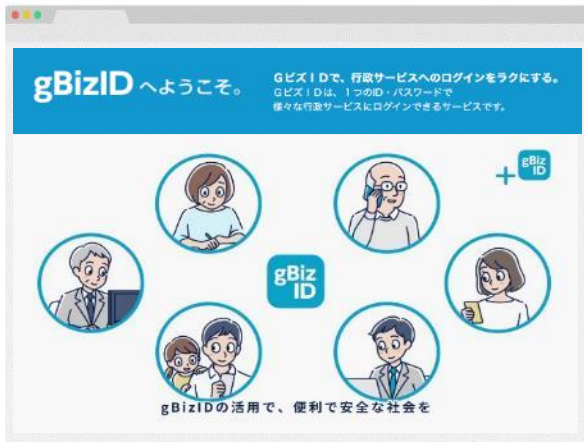 gBizID へようこそ。
GビズIDで、行政サービスへのログインをラクにする。
GビズIDは、1つのID・パスワードで
様々な行政サービスにログインできるサービスです。
+ gBiz
ID
gBiz
ID
gBizIDの活用で、便利で安全な社会を